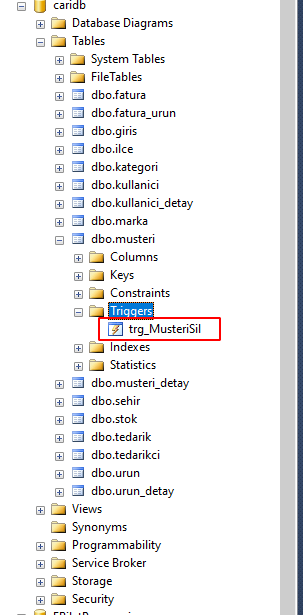 caridb
Database Diagrams
Tables
System Tables
FileTables
dbo.fatura
dbo.fatura_urun
dbo.giris
dbo.ilce
dbo.kategori
dbo.kullanici
dbo.kullanici_detay
dbo.marka
dbo.musteri
Columns
Keys
Constraints
Triggers
trg_MusteriSil
Indexes
Statistics
dbo.musteri_detay
dbo.sehir
dbo.stok
dbo.tedarik
dbo.tedarikci
dbo.urun
dbo.urun_detay
Views
Synonyms
Programmability
Service Broker
Storage
Security